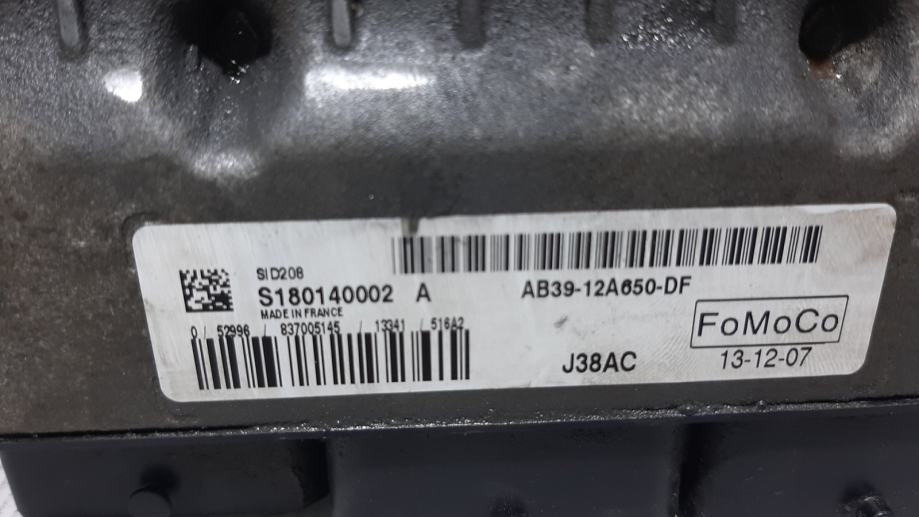 SID208
S180140002 A
MADE IN FRANCE
0 / 52996 / 837005145 / 13341 / 516A2
AB39-12A650-DF
FoMoCo
J38AC
13-12-07